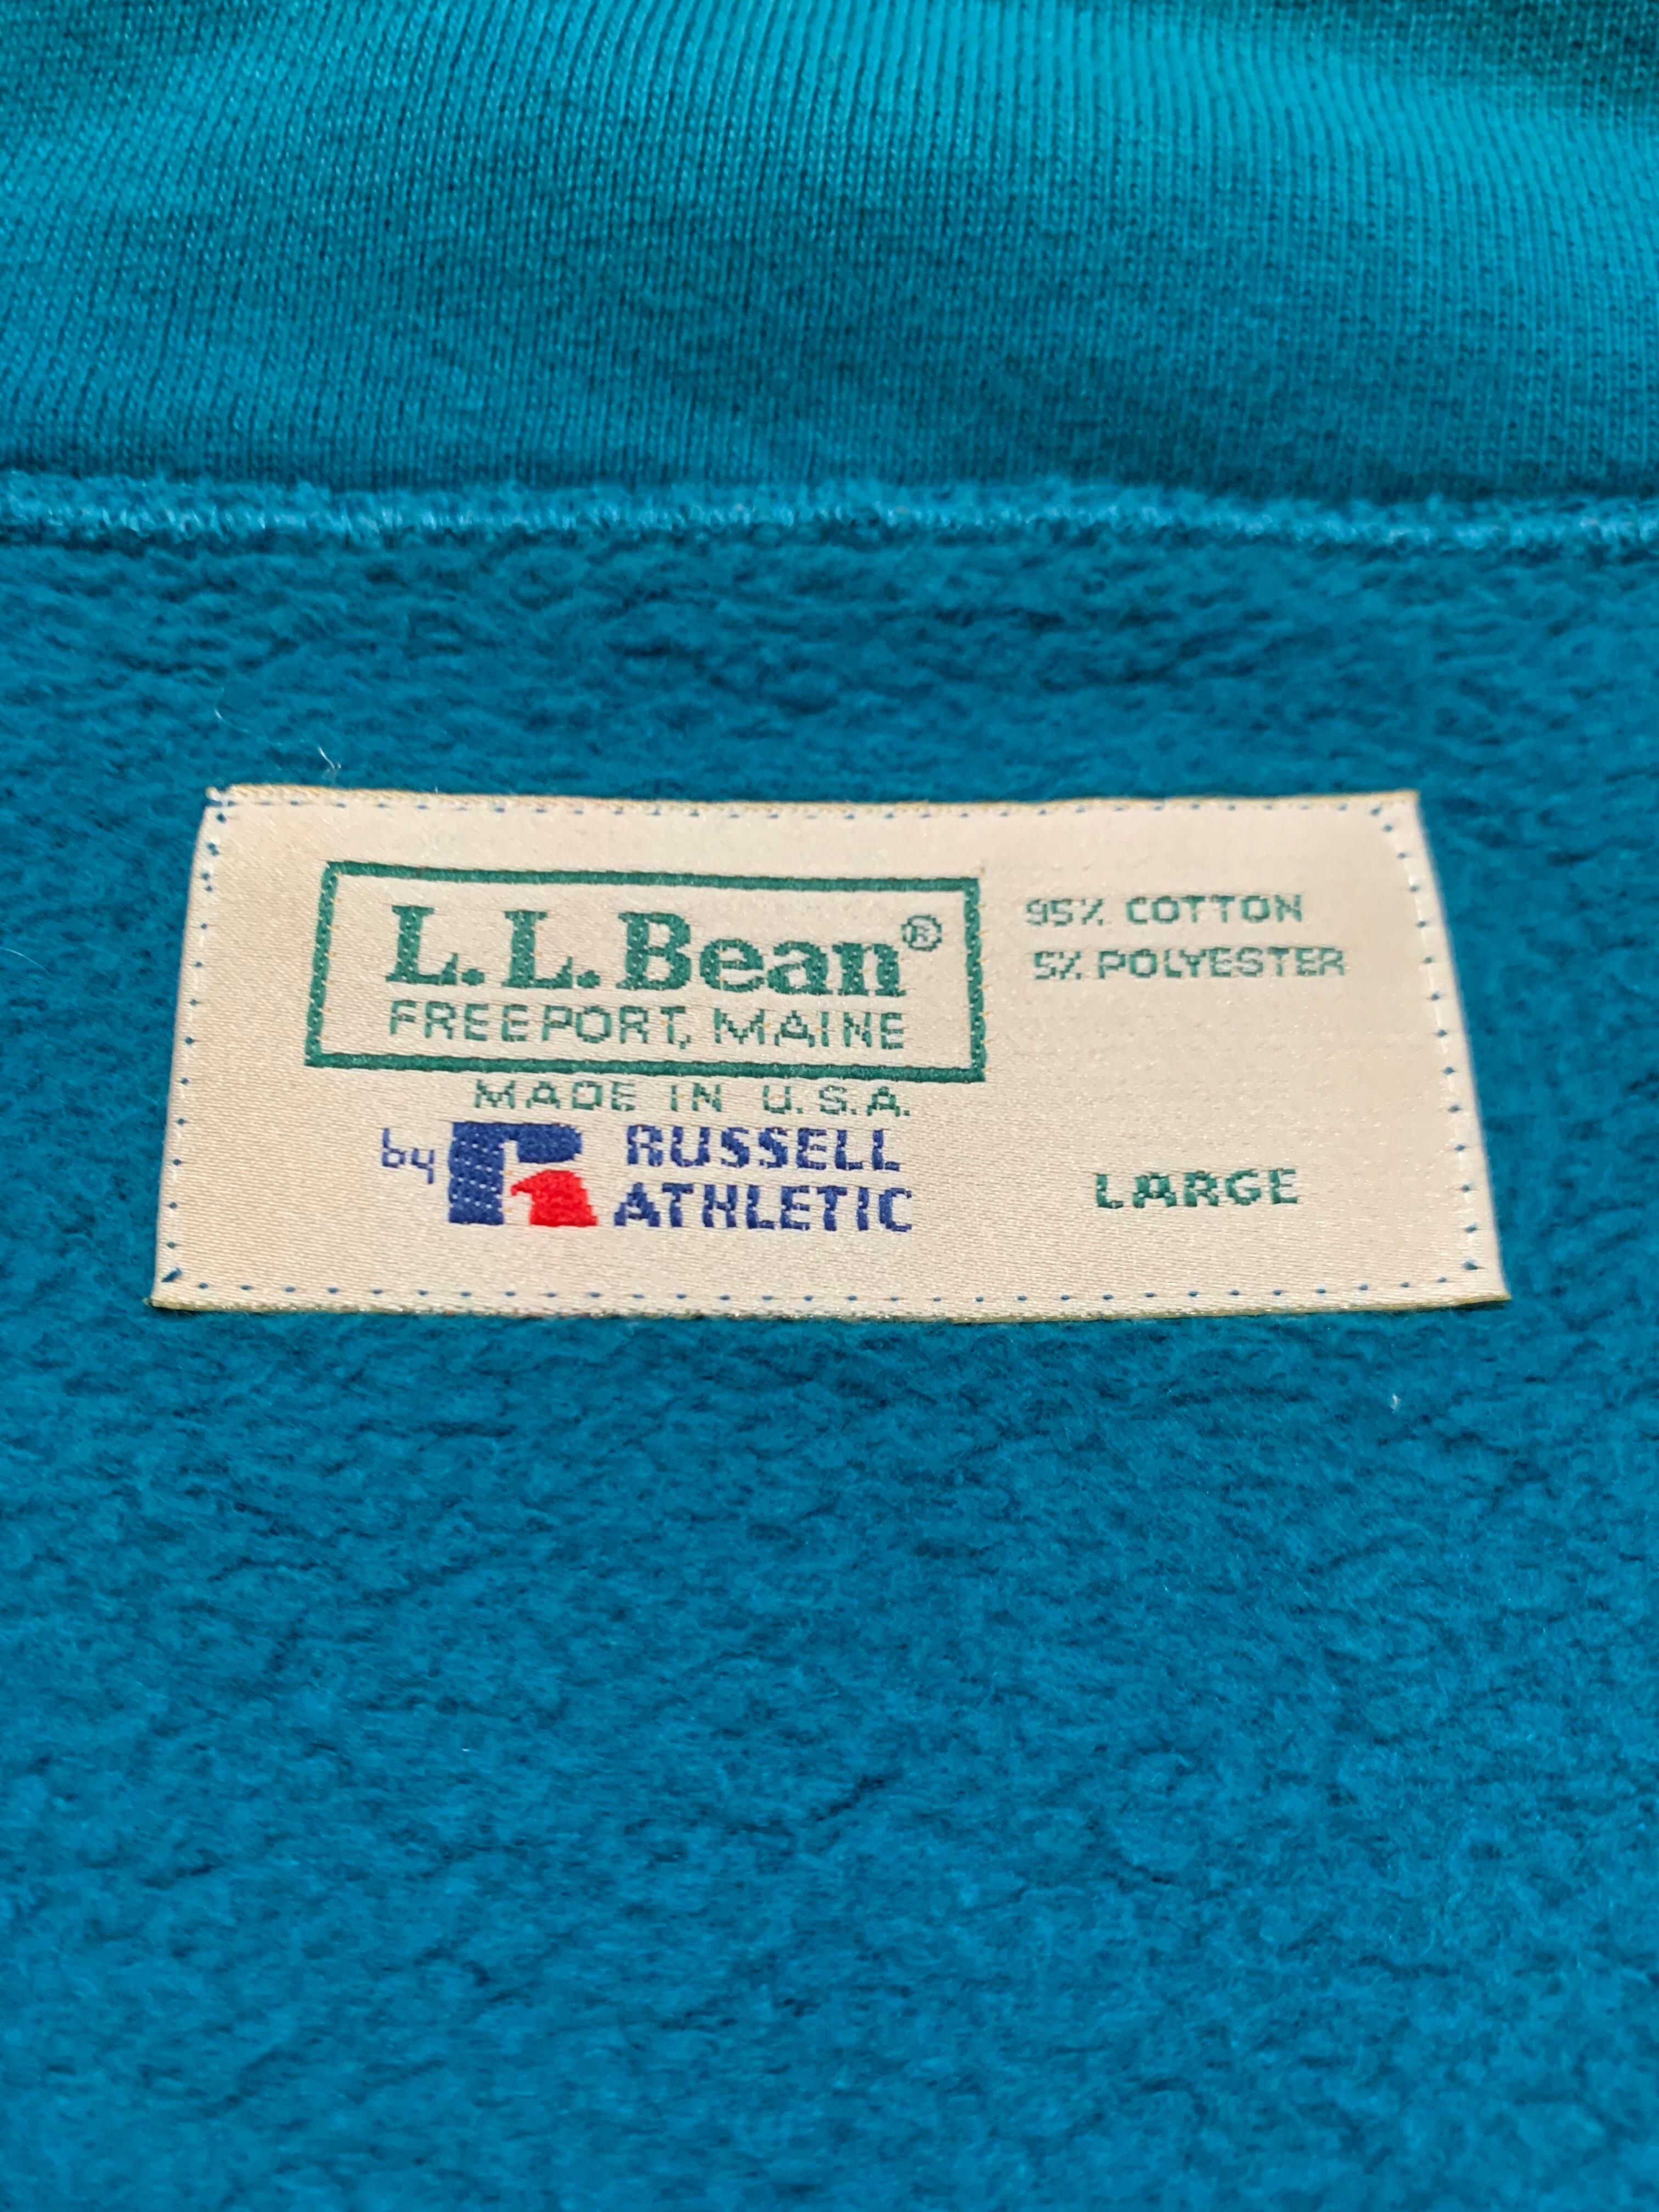 L.L.Bean®
FREEPORT, MAINE
MADE IN U.S.A.
by RUSSELL
ATHLETIC
95% COTTON
5% POLYESTER
LARGE